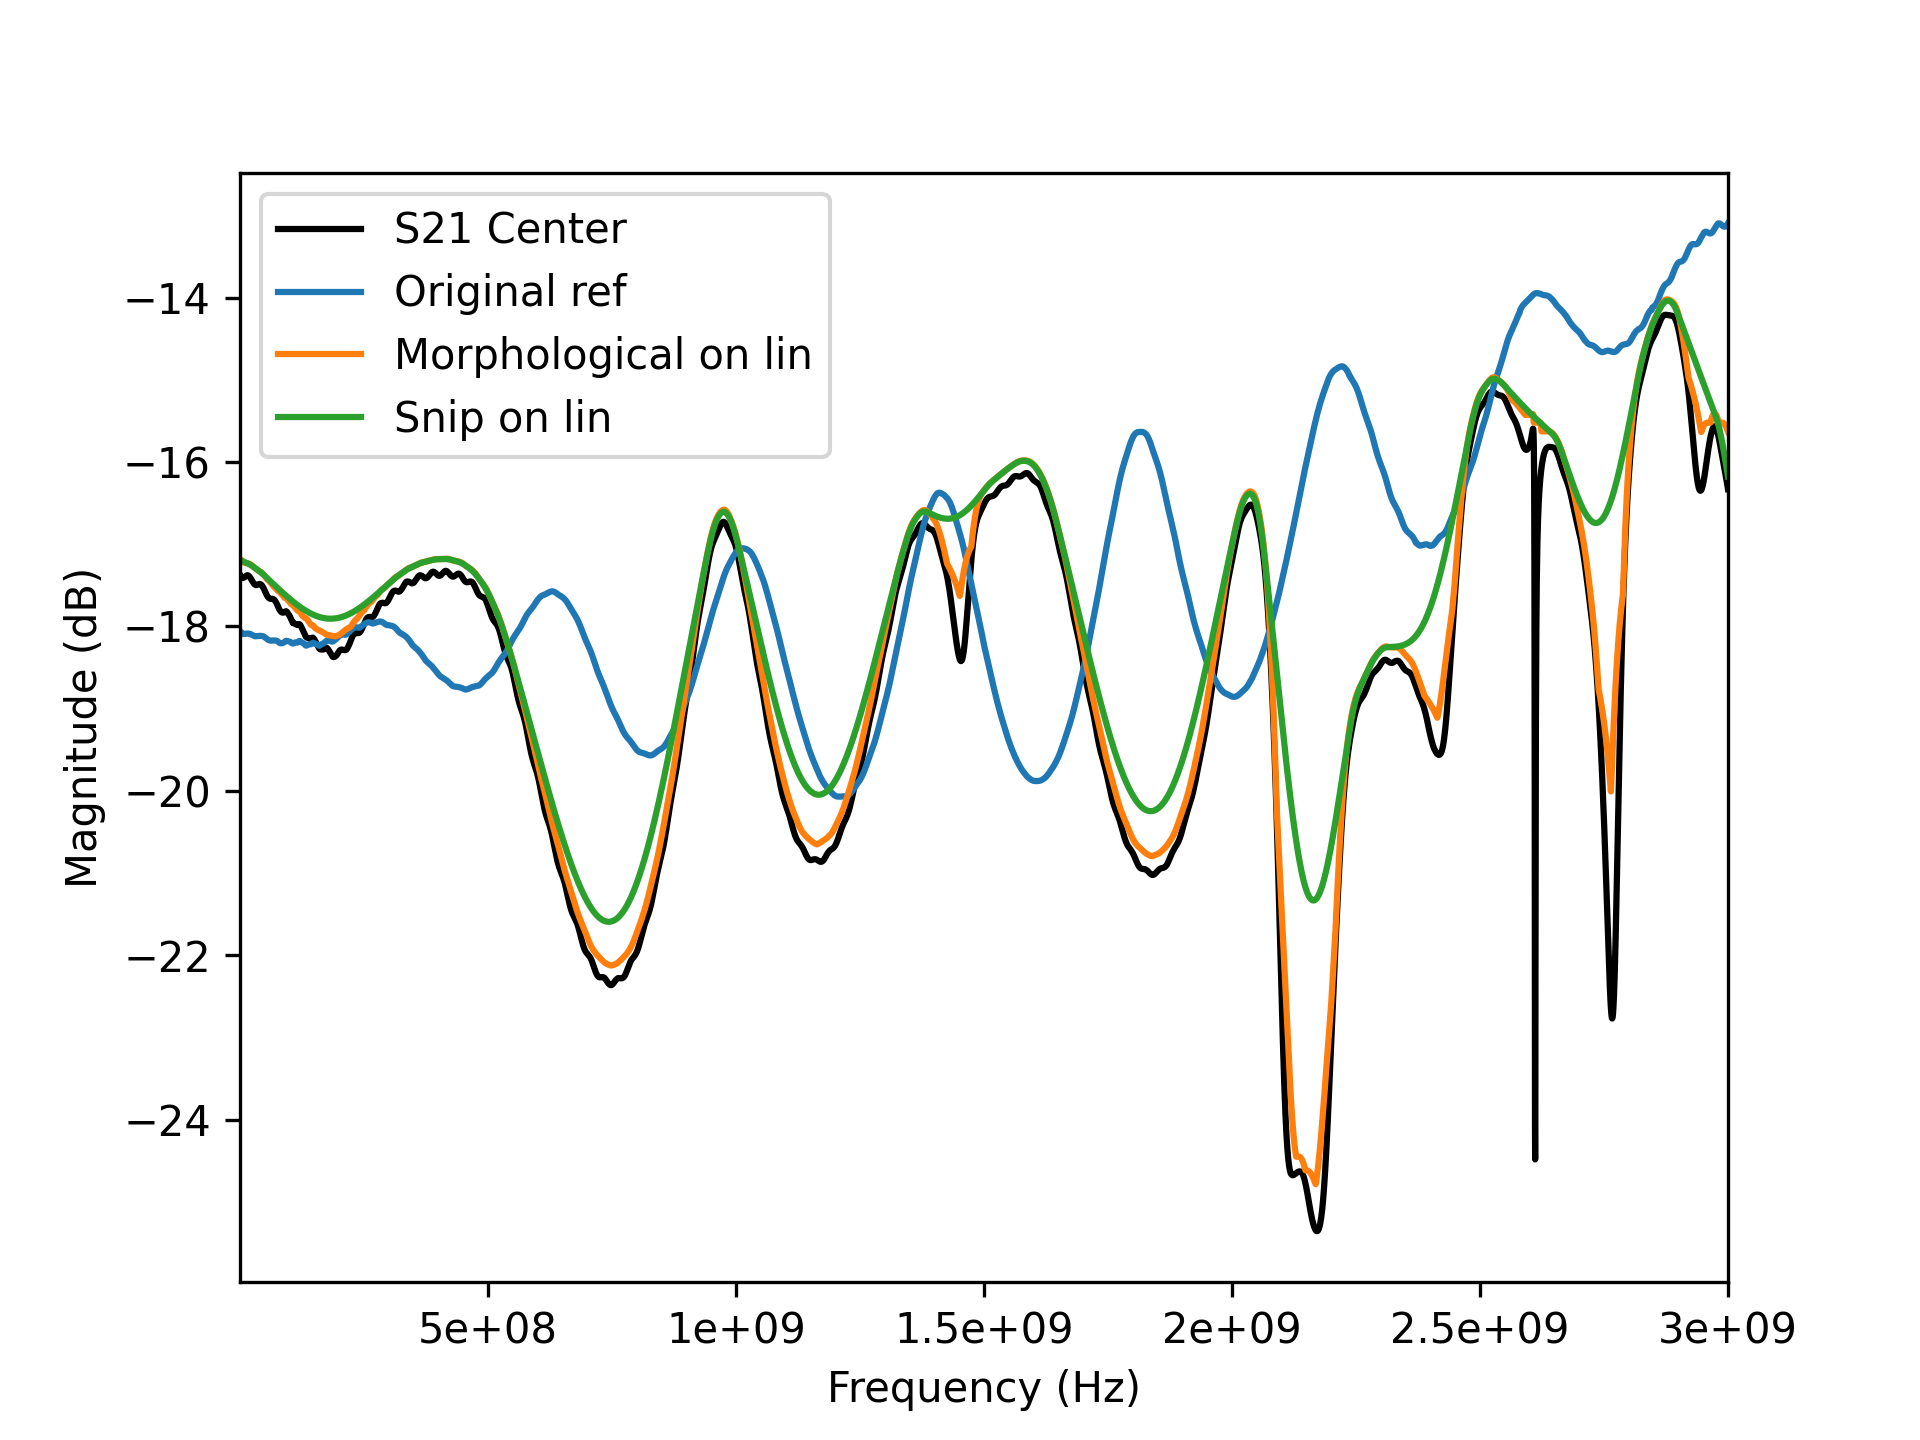 S21 Center
Original ref
Morphological on lin
Snip on lin
−14
−16
−18
−20
−22
−24
Magnitude (dB)
5e+08 1e+09 1.5e+09 2e+09 2.5e+09 3e+09
Frequency (Hz)